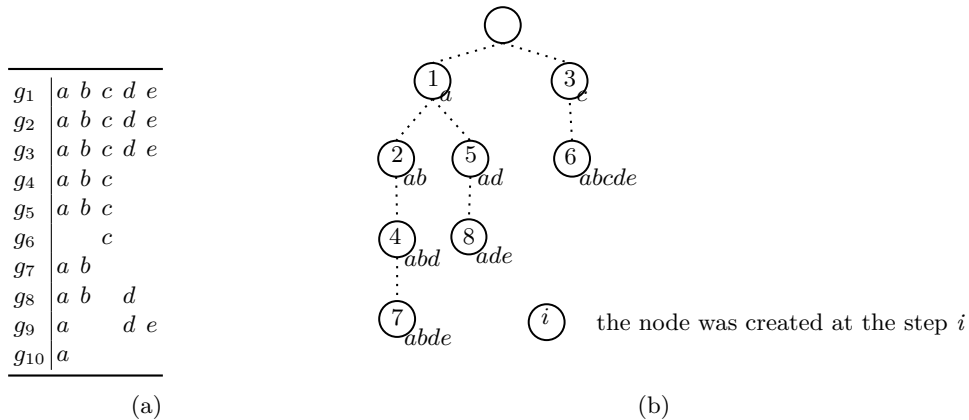 g1 a b c d e
g2 a b c d e
g3 a b c d e
g4 a b c
g5 a b c
g6 c
g7 a b
g8 a b d
g9 a d e
g10 a
(a)
1 a
3 c
2 ab
5 ad
6 abcde
4 abd
8 ade
7 abde
i the node was created at the step i
(b)